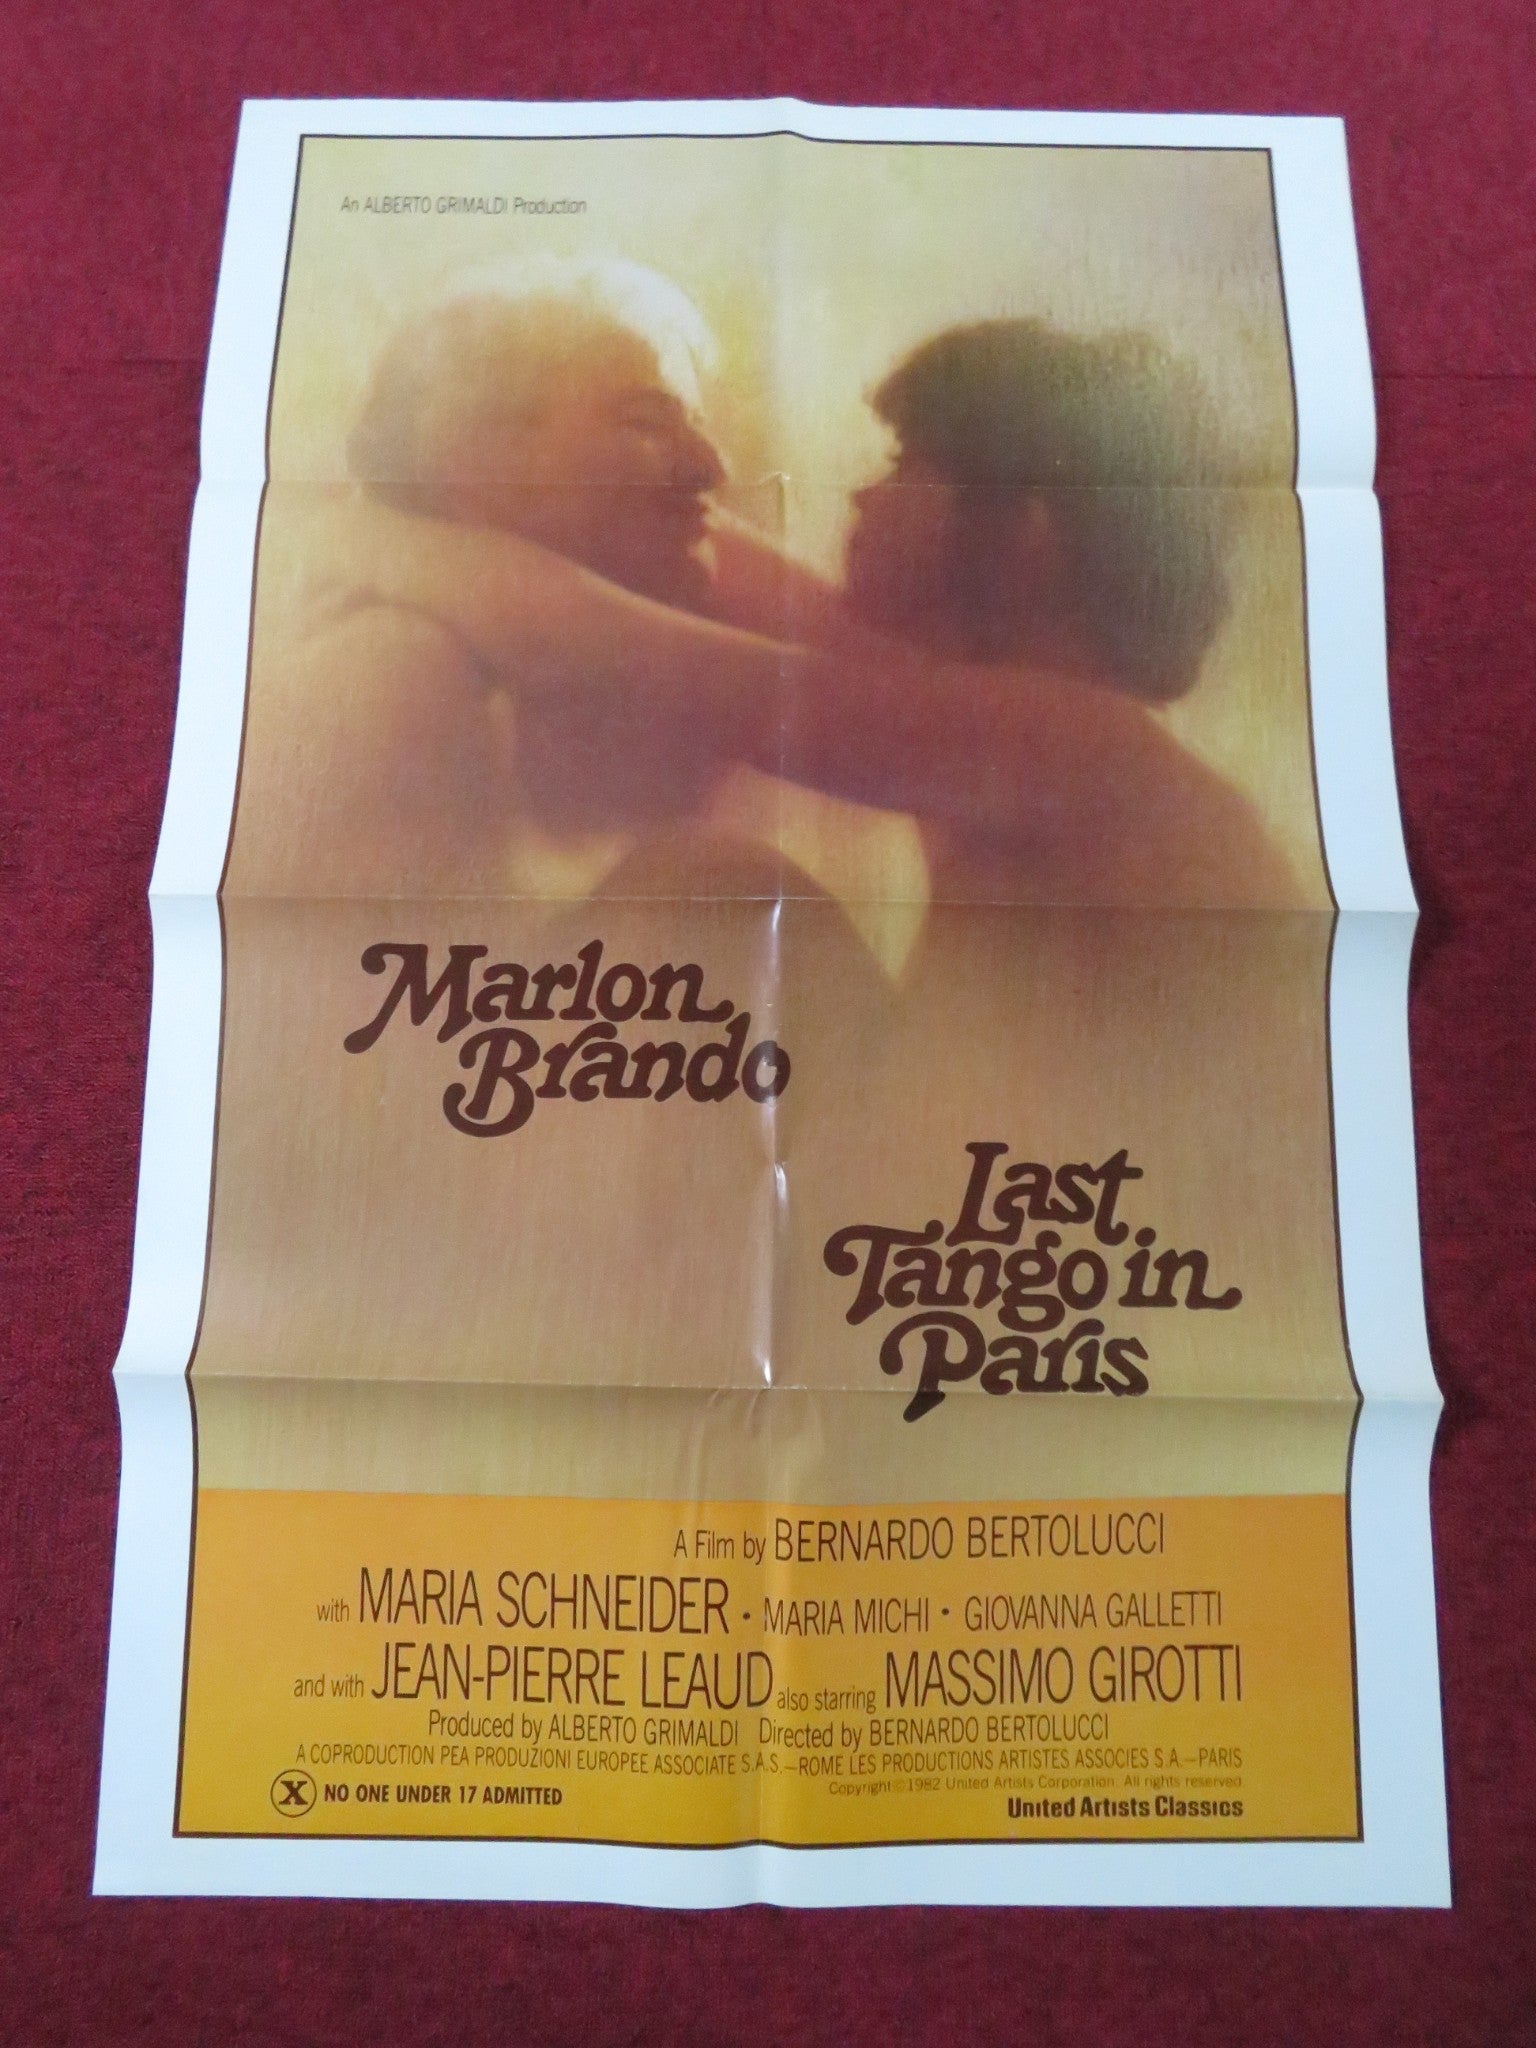 An ALBERTO GRIMALDI Production
Marlon
Brando
Last
Tango in
Paris
A Film by BERNARDO BERTOLUCCI
with MARIA SCHNEIDER • MARIA MICHI • GIOVANNA GALLETTI
and with JEAN-PIERRE LEAUD also starring MASSIMO GIROTTI
Produced by ALBERTO GRIMALDI Directed by BERNARDO BERTOLUCCI
A COPRODUCTION PEA PRODUZIONI EUROPEE ASSOCIATE S.A.S.—ROME LES PRODUCTIONS ARTISTES ASSOCIES S.A.—PARIS
Copyright © 1982 United Artists Corporation. All rights reserved
X NO ONE UNDER 17 ADMITTED
United Artists Classics